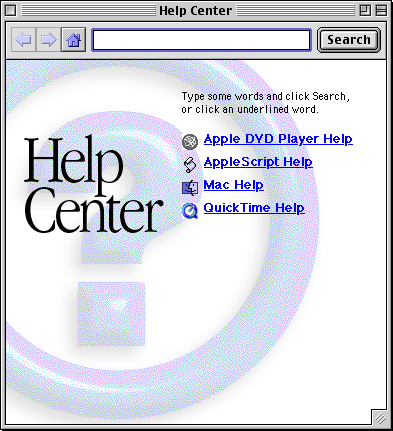 Help Center
Search
Type some words and click Search,
or click an underlined word.
Help
Center
Apple DVD Player Help
AppleScript Help
Mac Help
QuickTime Help